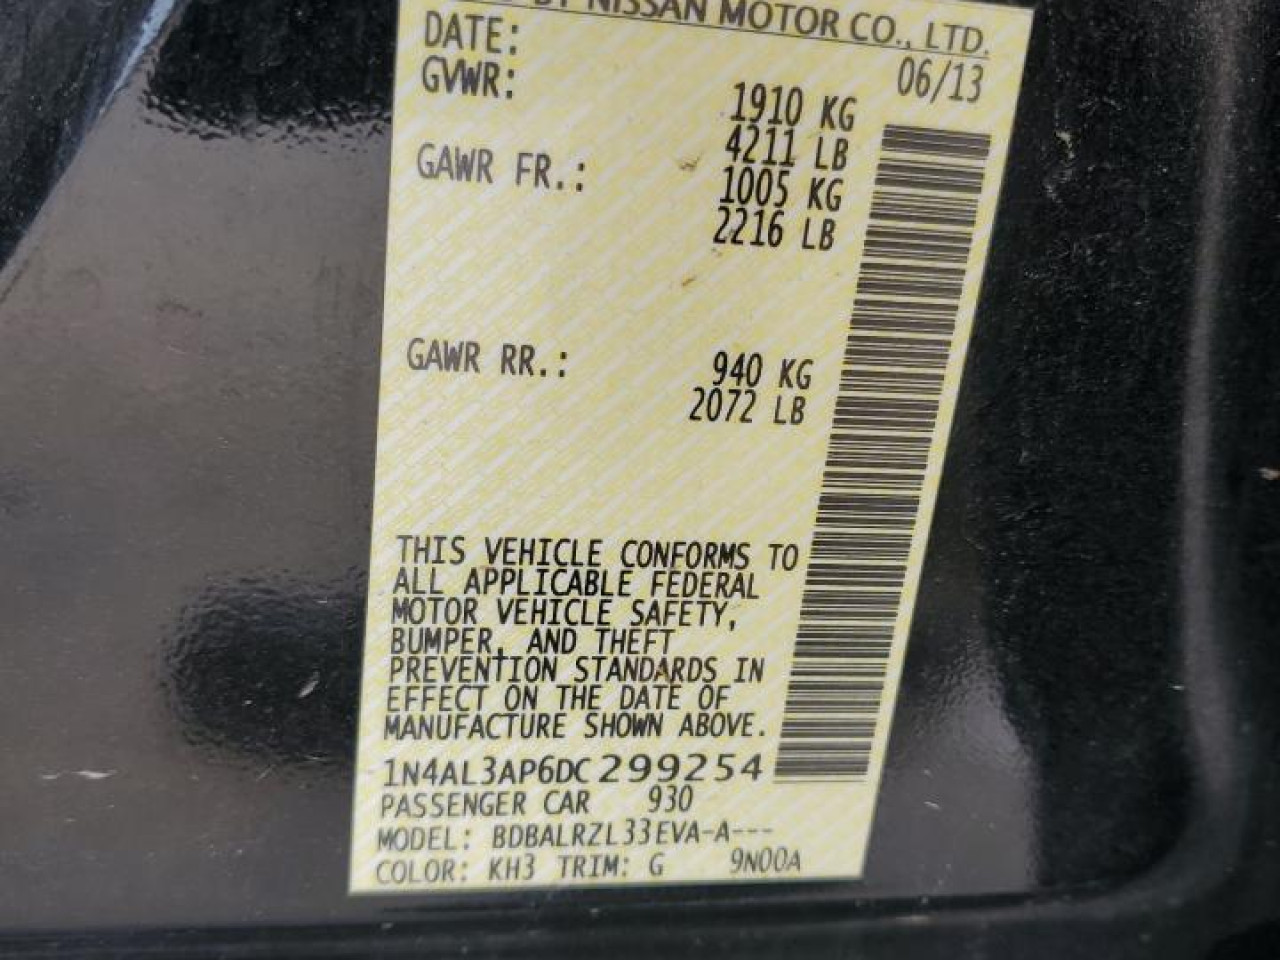 BY NISSAN MOTOR CO., LTD.
DATE: 06/13
GVWR: 1910 KG
4211 LB
GAWR FR.: 1005 KG
2216 LB
GAWR RR.: 940 KG
2072 LB
THIS VEHICLE CONFORMS TO
ALL APPLICABLE FEDERAL
MOTOR VEHICLE SAFETY,
BUMPER, AND THEFT
PREVENTION STANDARDS IN
EFFECT ON THE DATE OF
MANUFACTURE SHOWN ABOVE.
1N4AL3AP6DC299254
PASSENGER CAR 930
MODEL: BDBALRZL33EVA-A---
COLOR: KH3 TRIM: G 9N00A